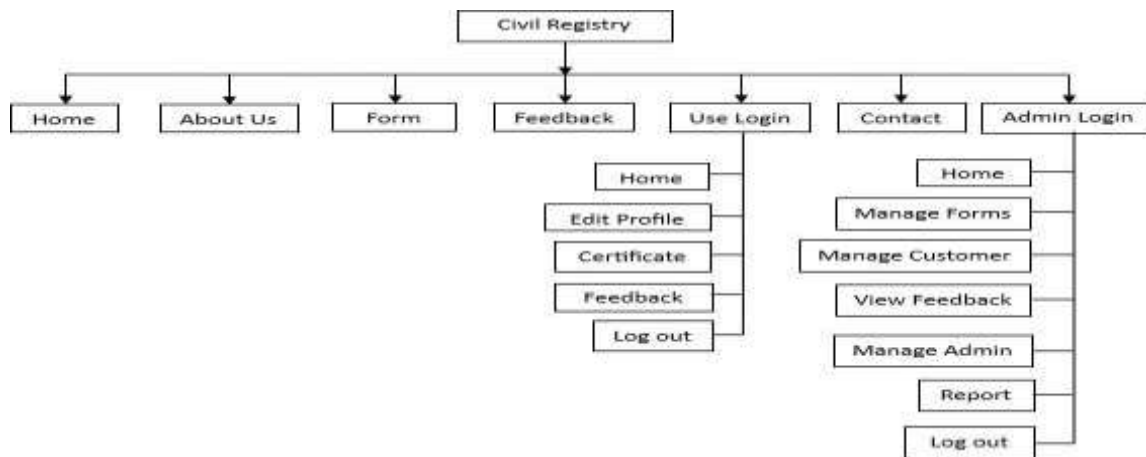 Civil Registry
Home
About Us
Form
Feedback
Use Login
Contact
Admin Login
Home
Edit Profile
Certificate
Feedback
Log out
Home
Manage Forms
Manage Customer
View Feedback
Manage Admin
Report
Log out